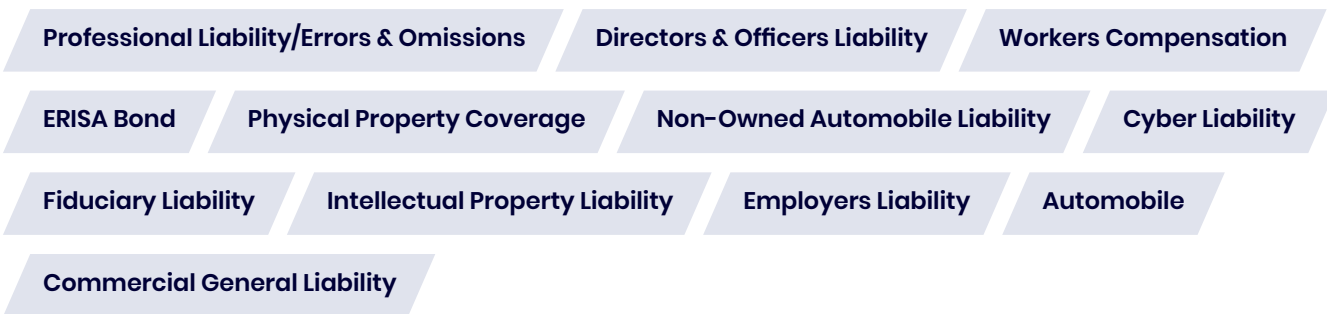 Professional Liability/Errors & Omissions Directors & Officers Liability Workers Compensation
ERISA Bond Physical Property Coverage Non-Owned Automobile Liability Cyber Liability
Fiduciary Liability Intellectual Property Liability Employers Liability Automobile
Commercial General Liability